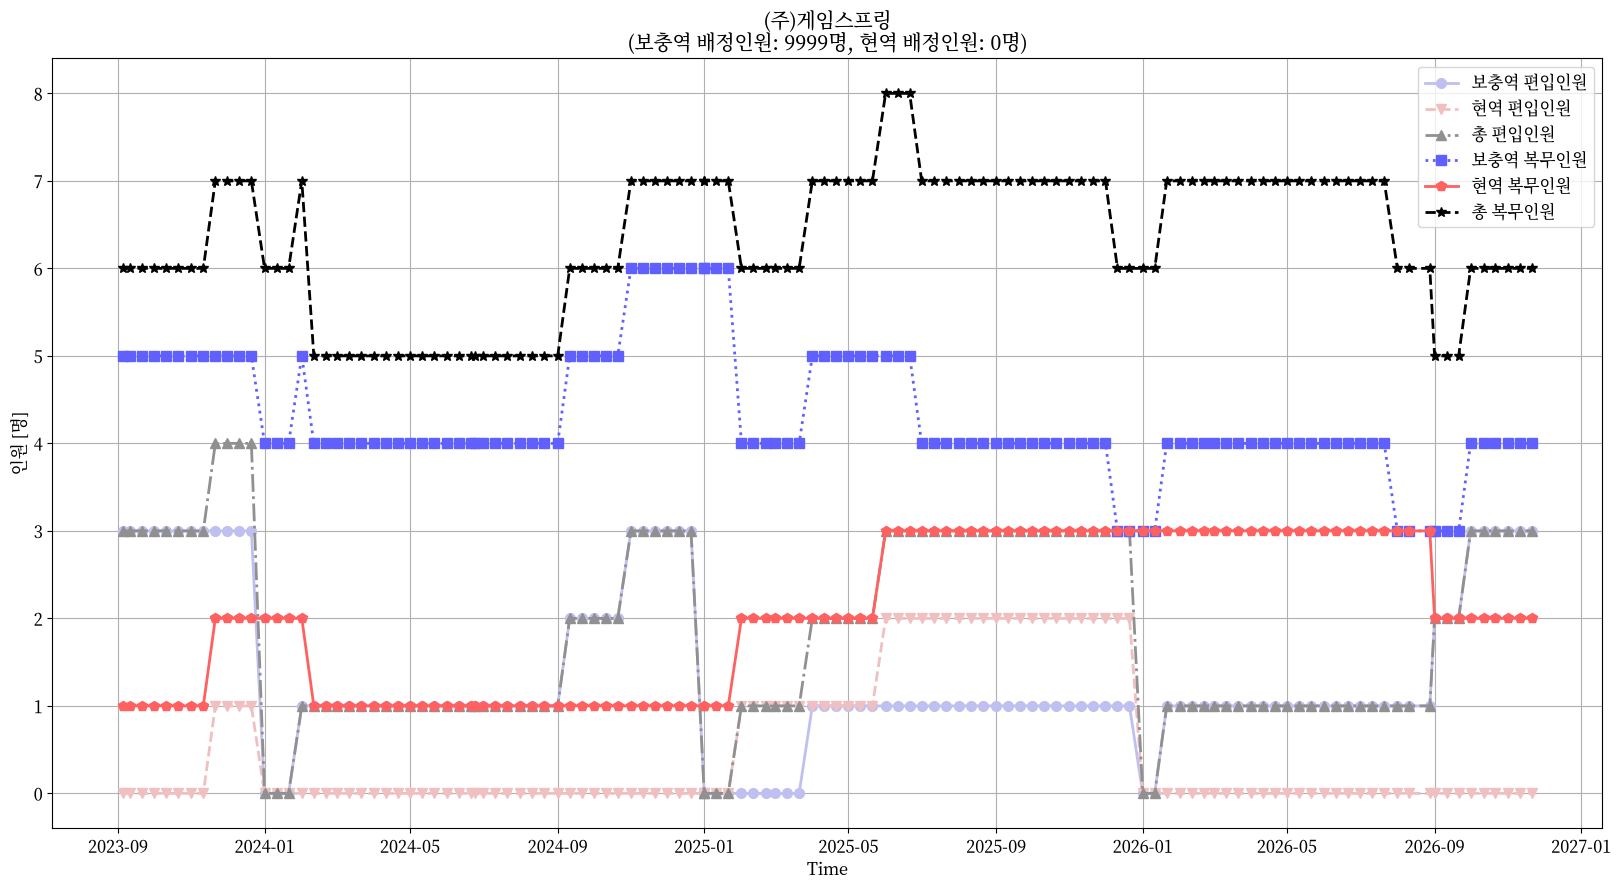 (주)게임스프링
(보충역 배정인원: 9999명, 현역 배정인원: 0명)
보충역 편입인원
현역 편입인원
총 편입인원
보충역 복무인원
현역 복무인원
총 복무인원
인원 [명]
8
7
6
5
4
3
2
1
0
2023-09 2024-01 2024-05 2024-09 2025-01 2025-05 2025-09 2026-01 2026-05 2026-09 2027-01
Time